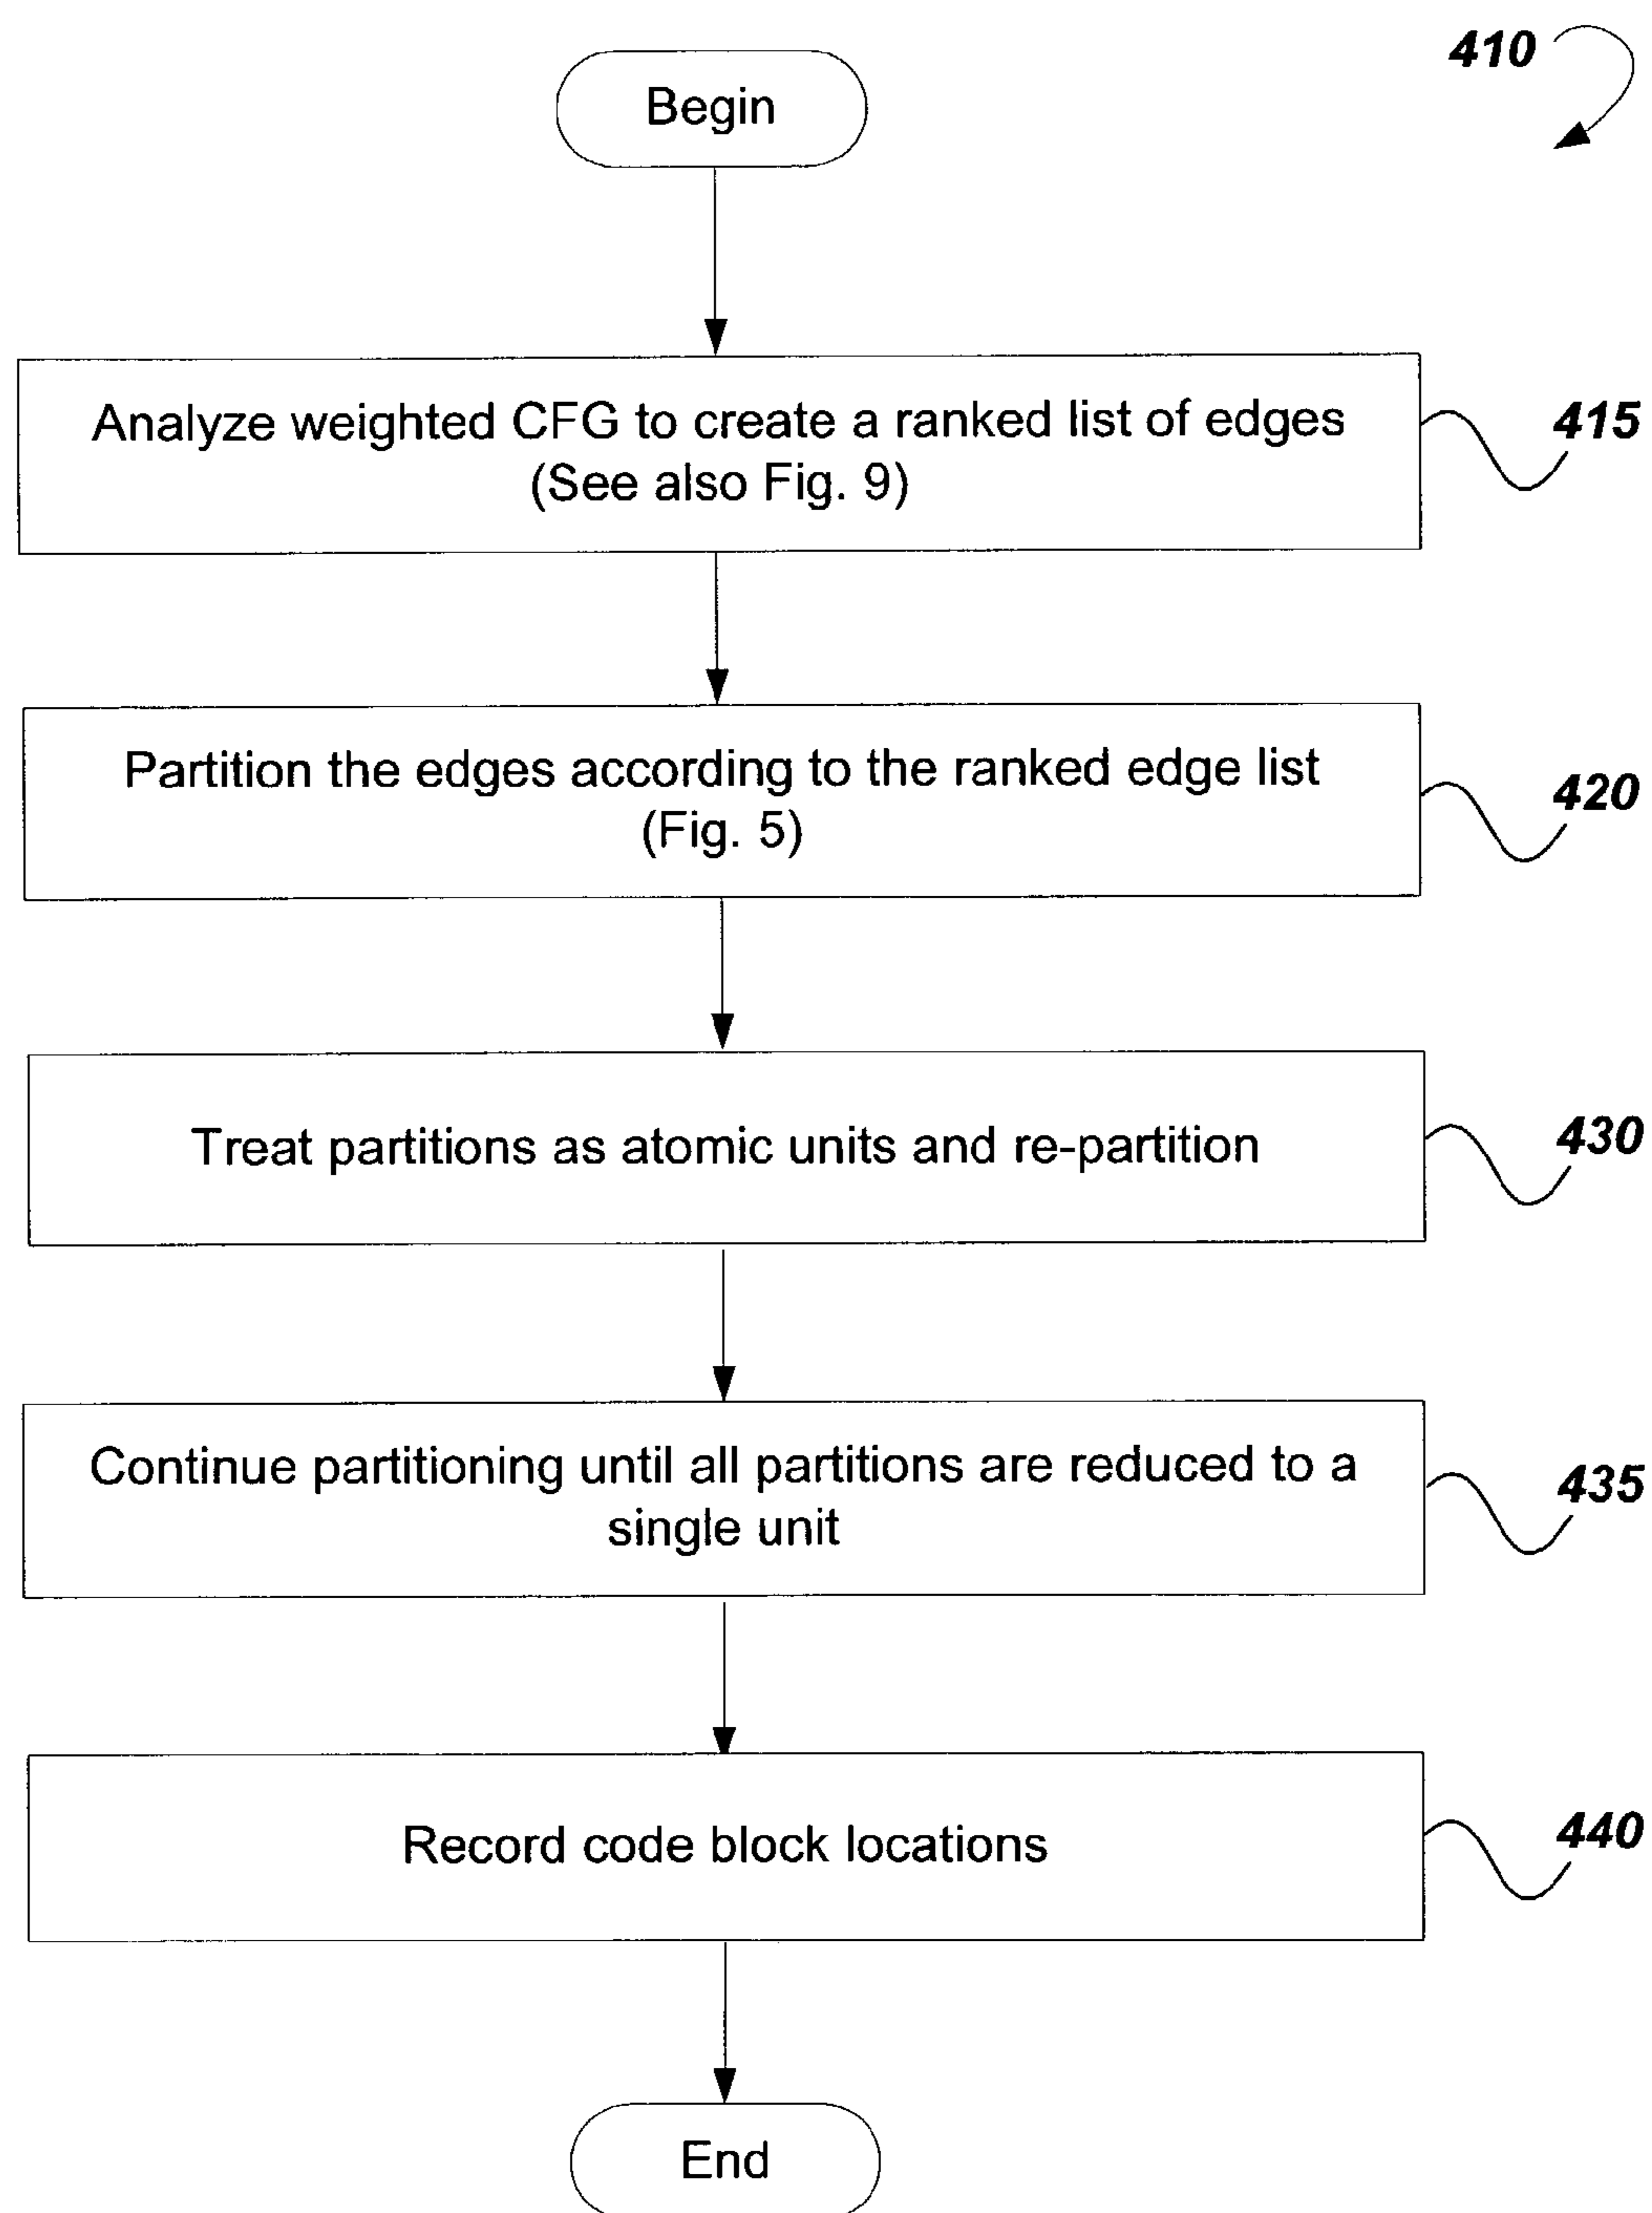 410
Begin
Analyze weighted CFG to create a ranked list of edges
(See also Fig. 9)
415
Partition the edges according to the ranked edge list
(Fig. 5)
420
Treat partitions as atomic units and re-partition
430
Continue partitioning until all partitions are reduced to a
single unit
435
Record code block locations
440
End